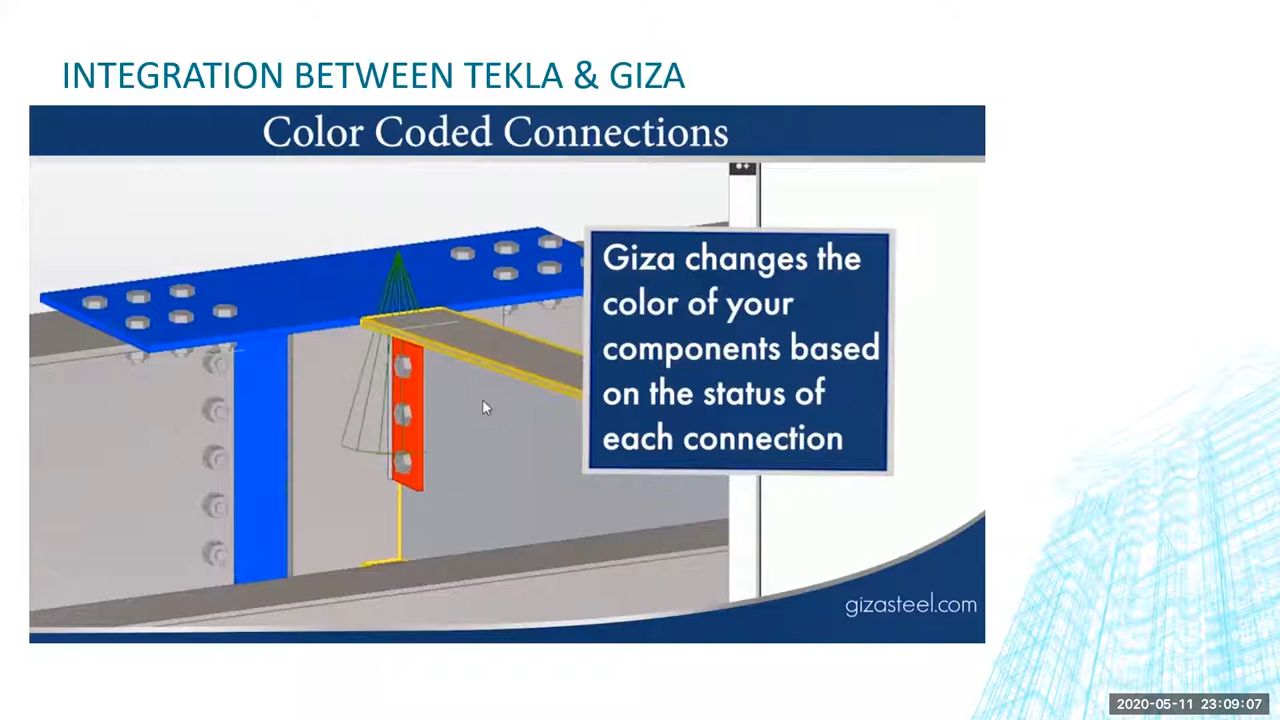 INTEGRATION BETWEEN TEKLA & GIZA
Color Coded Connections
Giza changes the
color of your
components based
on the status of
each connection
gizasteel.com
2020-05-11 23:09:07